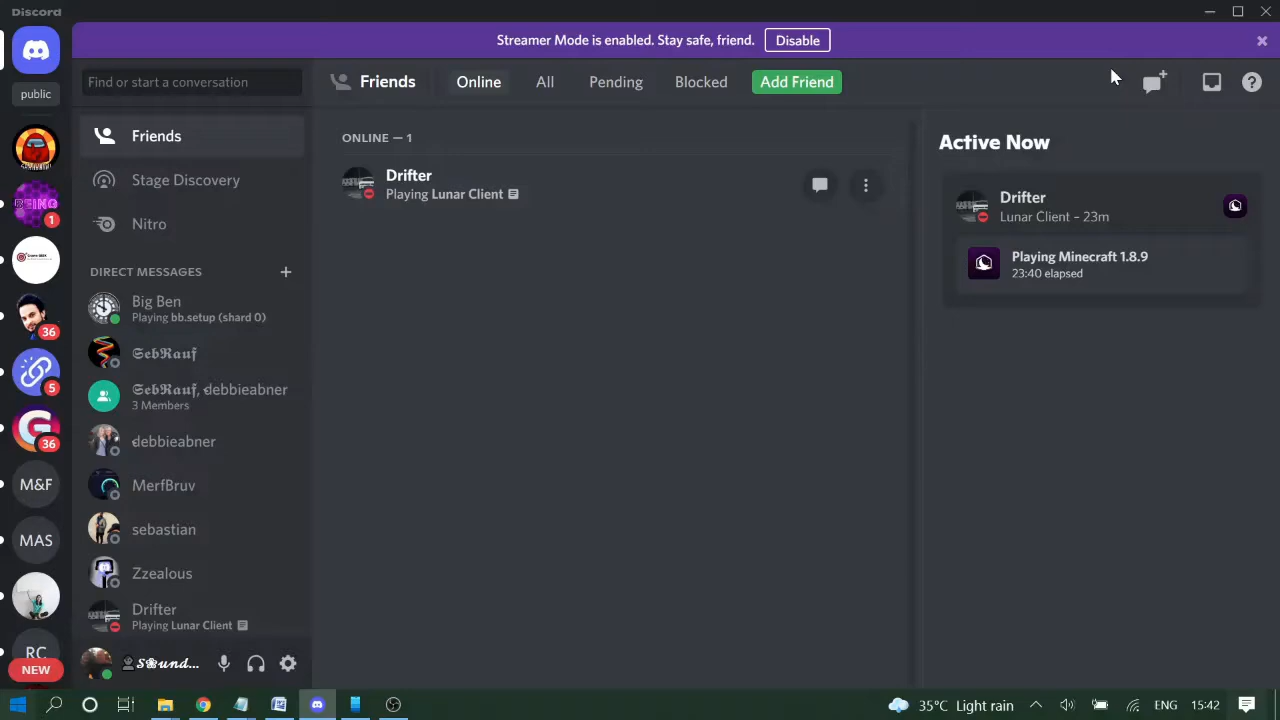 Discord
Streamer Mode is enabled. Stay safe, friend.
Disable
public
Find or start a conversation
Friends
Online
All
Pending
Blocked
Add Friend
Friends
Stage Discovery
Nitro
DIRECT MESSAGES
Big Ben
Playing bb.setup (shard 0)
𝕾𝖊𝖇𝕽𝖆𝖚𝖋
𝕾𝖊𝖇𝕽𝖆𝖚𝖋, debbieabner
3 Members
debbieabner
MerfBruv
sebastian
Zzealous
Drifter
Playing Lunar Client
BEING
1
36
5
36
M&F
MAS
RC
NEW
ONLINE — 1
Drifter
Playing Lunar Client
Active Now
Drifter
Lunar Client – 23m
Playing Minecraft 1.8.9
23:40 elapsed
35°C Light rain
ENG
15:42